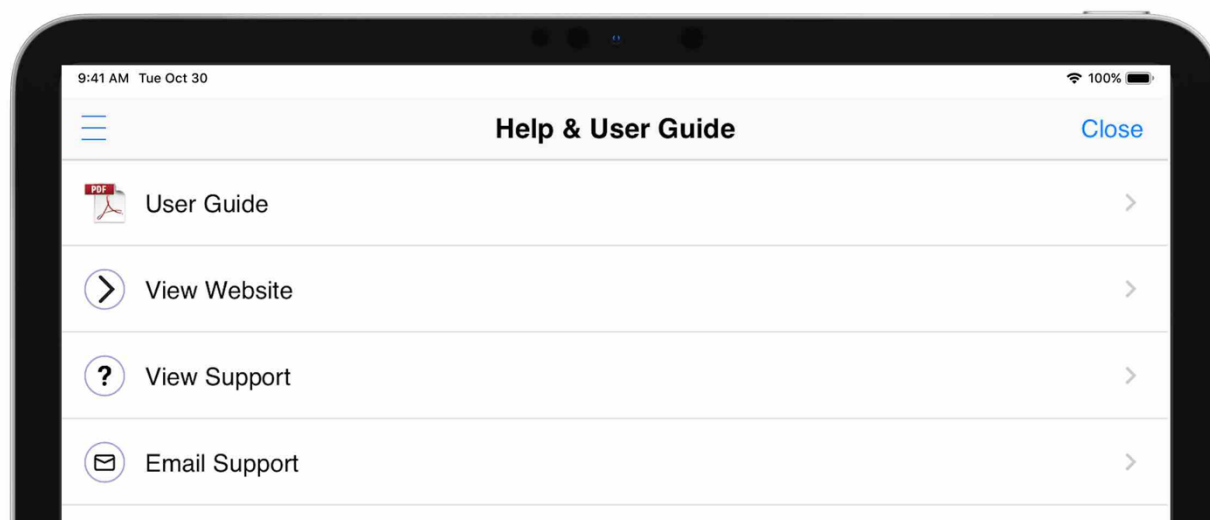 9:41 AM Tue Oct 30
100%
Help & User Guide
Close
PDF
User Guide
View Website
? View Support
Email Support